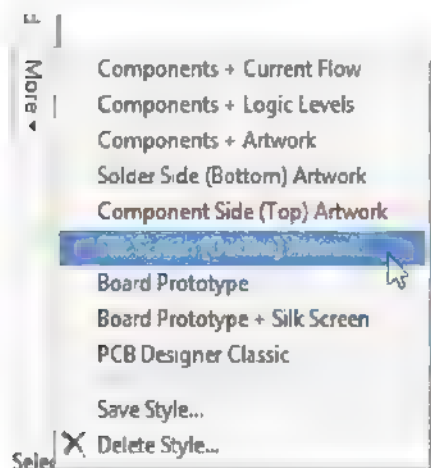 More
Components + Current Flow
Components + Logic Levels
Components + Artwork
Solder Side (Bottom) Artwork
Component Side (Top) Artwork
Board Prototype
Board Prototype + Silk Screen
PCB Designer Classic
Save Style...
Delete Style...